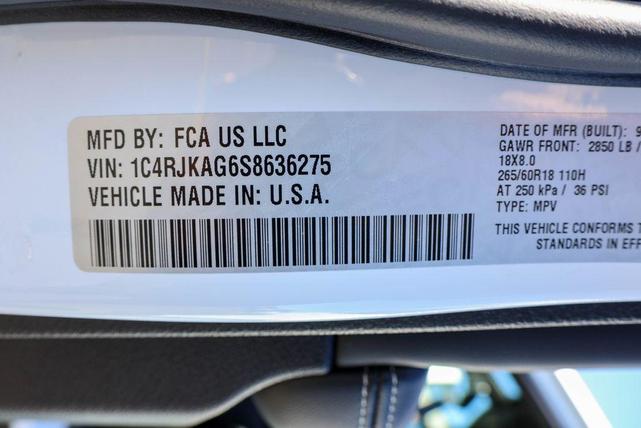 MFD BY: FCA US LLC
VIN: 1C4RJKAG6S8636275
VEHICLE MADE IN: U.S.A.
DATE OF MFR (BUILT): 9
GAWR FRONT: 2850 LB /
18X8.0
265/60R18 110H
AT 250 kPa / 36 PSI
TYPE: MPV
THIS VEHICLE CONFORMS T
STANDARDS IN EFF